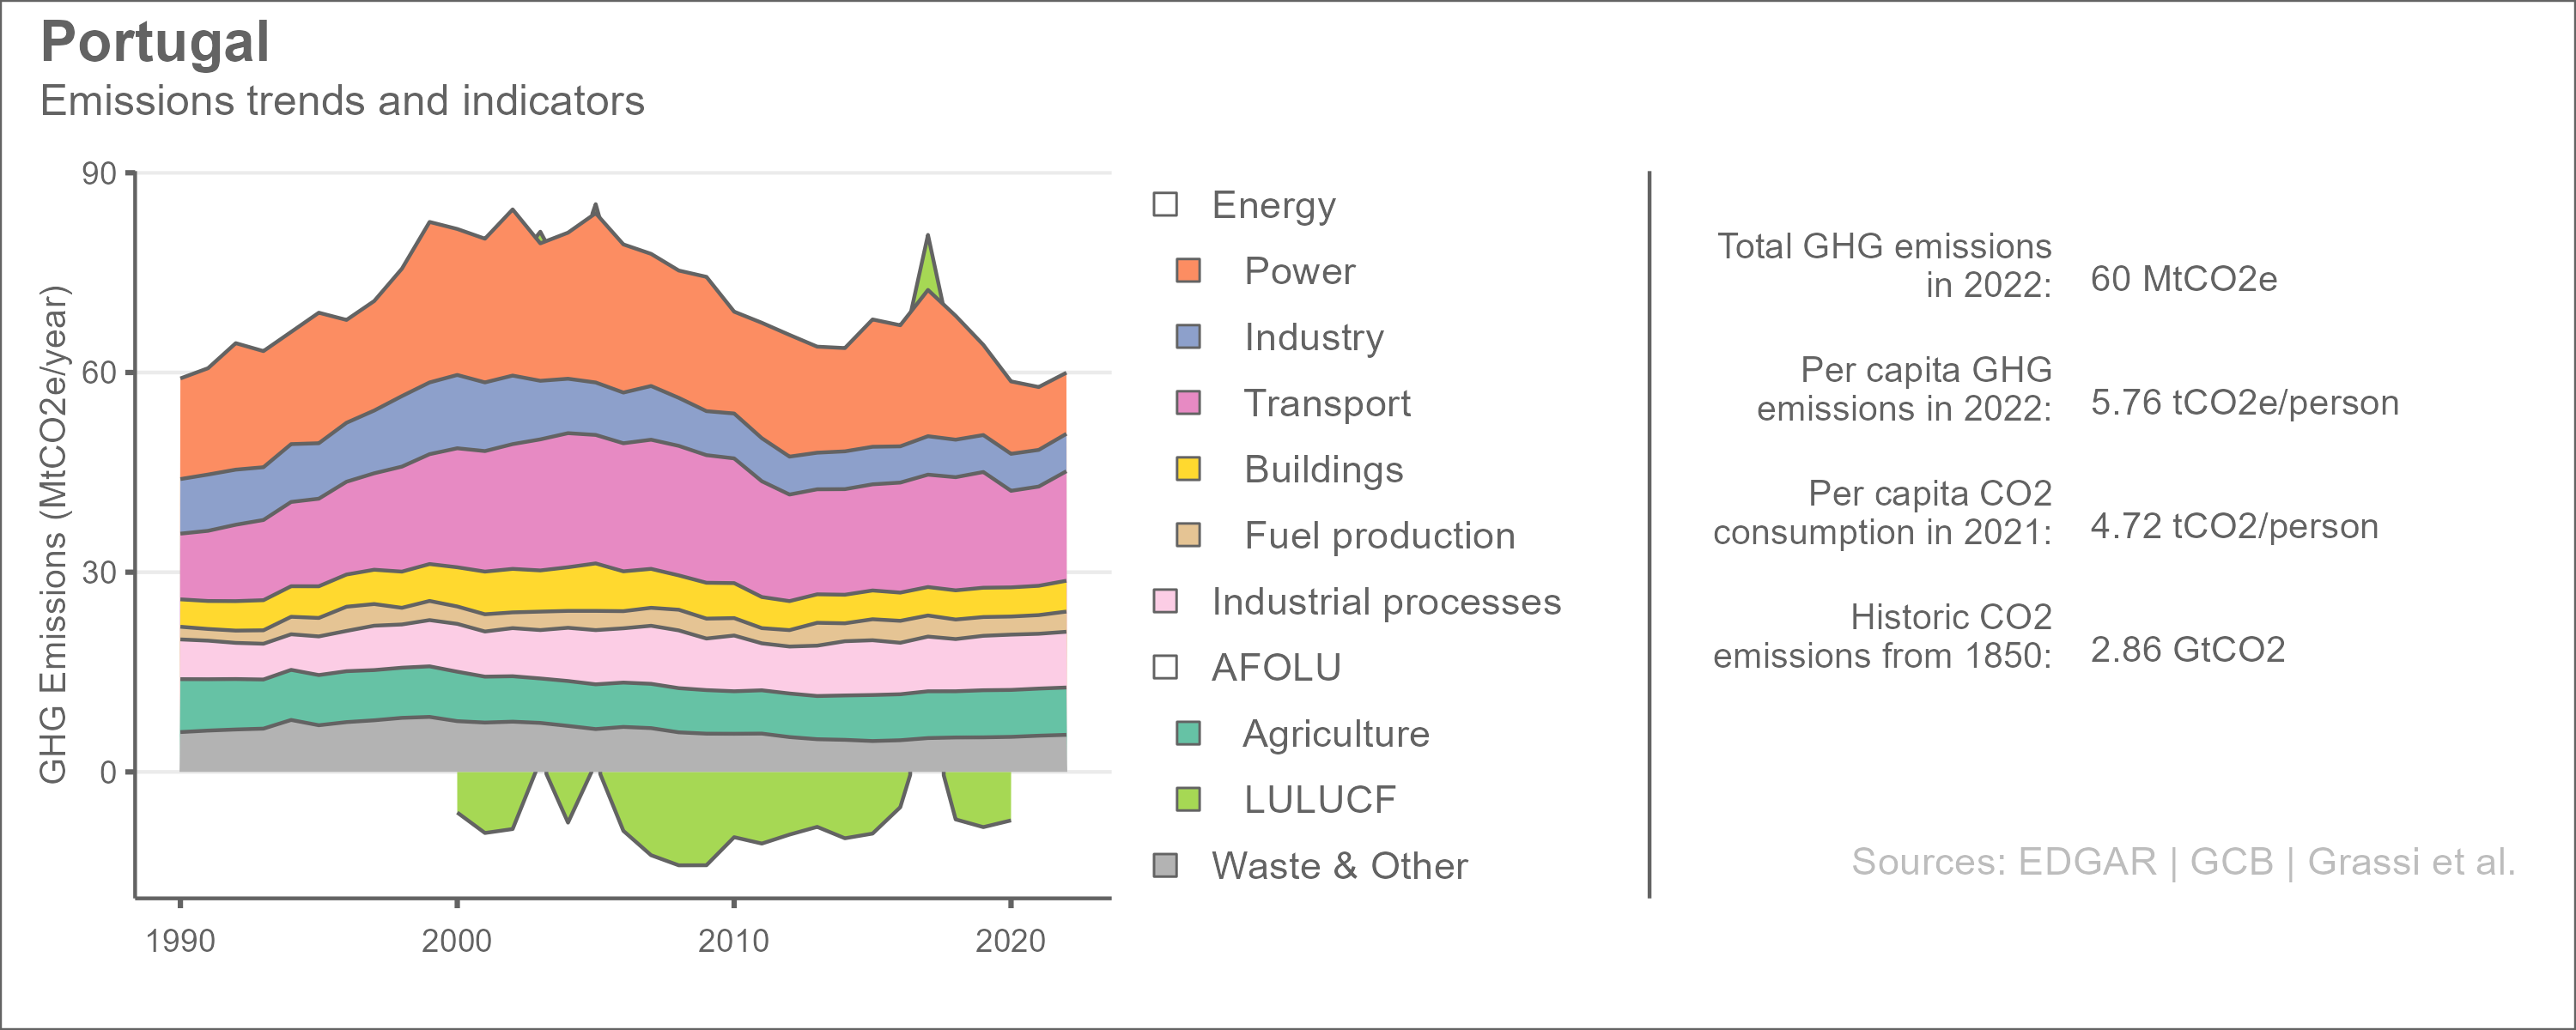 Portugal
Emissions trends and indicators
GHG Emissions (MtCO2e/year)
90
60
30
0
1990
2000
2010
2020
Energy
Power
Industry
Transport
Buildings
Fuel production
Industrial processes
AFOLU
Agriculture
LULUCF
Waste & Other
Total GHG emissions
in 2022:
60 MtCO2e
Per capita GHG
emissions in 2022:
5.76 tCO2e/person
Per capita CO2
consumption in 2021:
4.72 tCO2/person
Historic CO2
emissions from 1850:
2.86 GtCO2
Sources: EDGAR | GCB | Grassi et al.